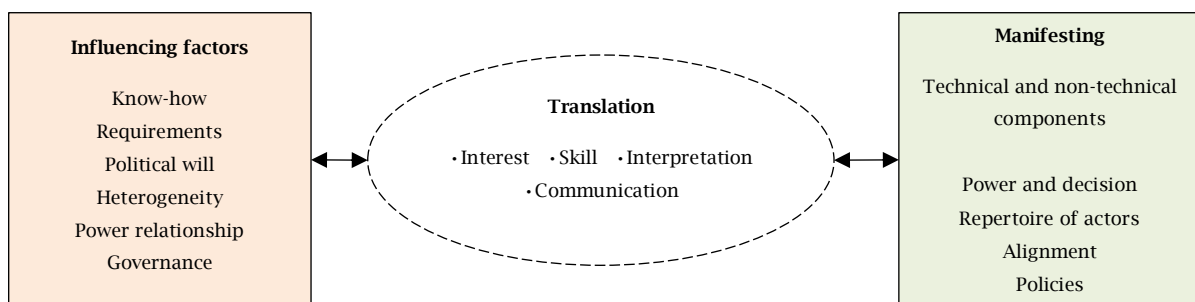 Influencing factors
Know-how
Requirements
Political will
Heterogeneity
Power relationship
Governance
Translation
• Interest • Skill • Interpretation
• Communication
Manifesting
Technical and non-technical
components
Power and decision
Repertoire of actors
Alignment
Policies